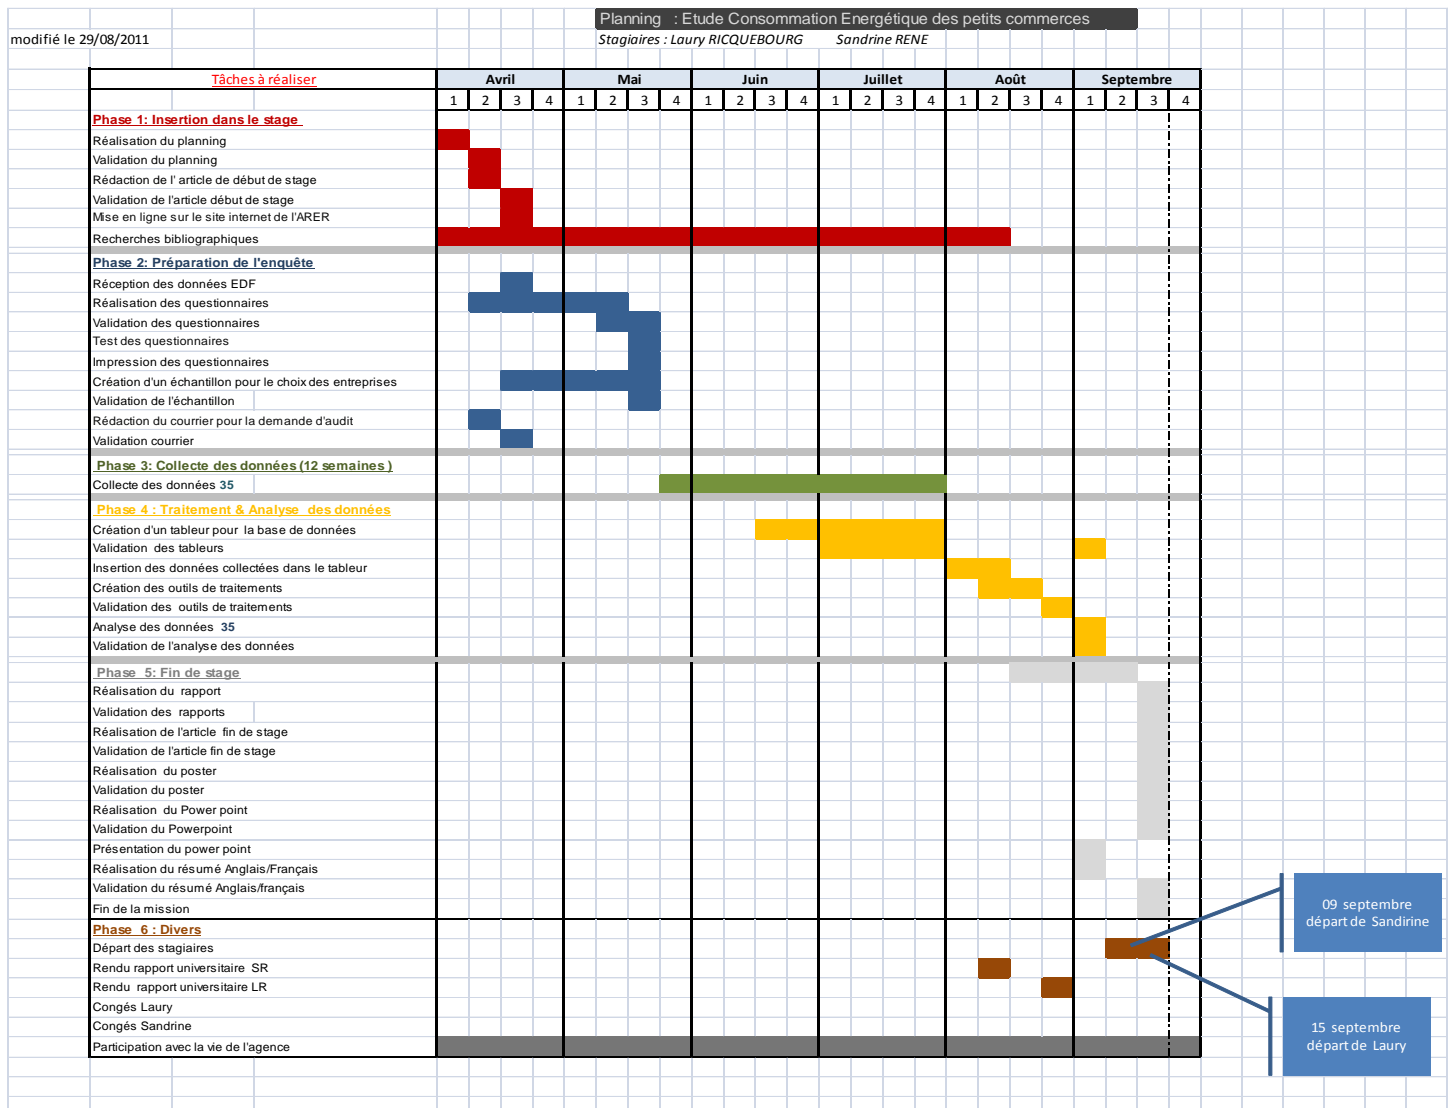 Planning : Etude Consommation Energétique des petits commerces
modifié le 29/08/2011
Stagiaires : Laury RICQUEBOURG Sandrine RENE
Tâches à réaliser Avril Mai Juin Juillet Août Septembre
1 2 3 4 1 2 3 4 1 2 3 4 1 2 3 4 1 2 3 4 1 2 3 4
Phase 1: Insertion dans le stage
Réalisation du planning
Validation du planning
Rédaction de l' article de début de stage
Validation de l'article début de stage
Mise en ligne sur le site internet de l'ARER
Recherches bibliographiques
Phase 2: Préparation de l'enquête
Réception des données EDF
Réalisation des questionnaires
Validation des questionnaires
Test des questionnaires
Impression des questionnaires
Création d'un échantillon pour le choix des entreprises
Validation de l'échantillon
Rédaction du courrier pour la demande d'audit
Validation courrier
Phase 3: Collecte des données (12 semaines )
Collecte des données 35
Phase 4 : Traitement & Analyse des données
Création d'un tableur pour la base de données
Validation des tableurs
Insertion des données collectées dans le tableur
Création des outils de traitements
Validation des outils de traitements
Analyse des données 35
Validation de l'analyse des données
Phase 5: Fin de stage
Réalisation du rapport
Validation des rapports
Réalisation de l'article fin de stage
Validation de l'article fin de stage
Réalisation du poster
Validation du poster
Réalisation du Power point
Validation du Powerpoint
Présentation du power point
Réalisation du résumé Anglais/Français
Validation du résumé Anglais/français
Fin de la mission
Phase 6 : Divers
Départ des stagiaires
Rendu rapport universitaire SR
Rendu rapport universitaire LR
Congés Laury
Congés Sandrine
Participation avec la vie de l'agence
09 septembre
départ de Sandirine
15 septembre
départ de Laury